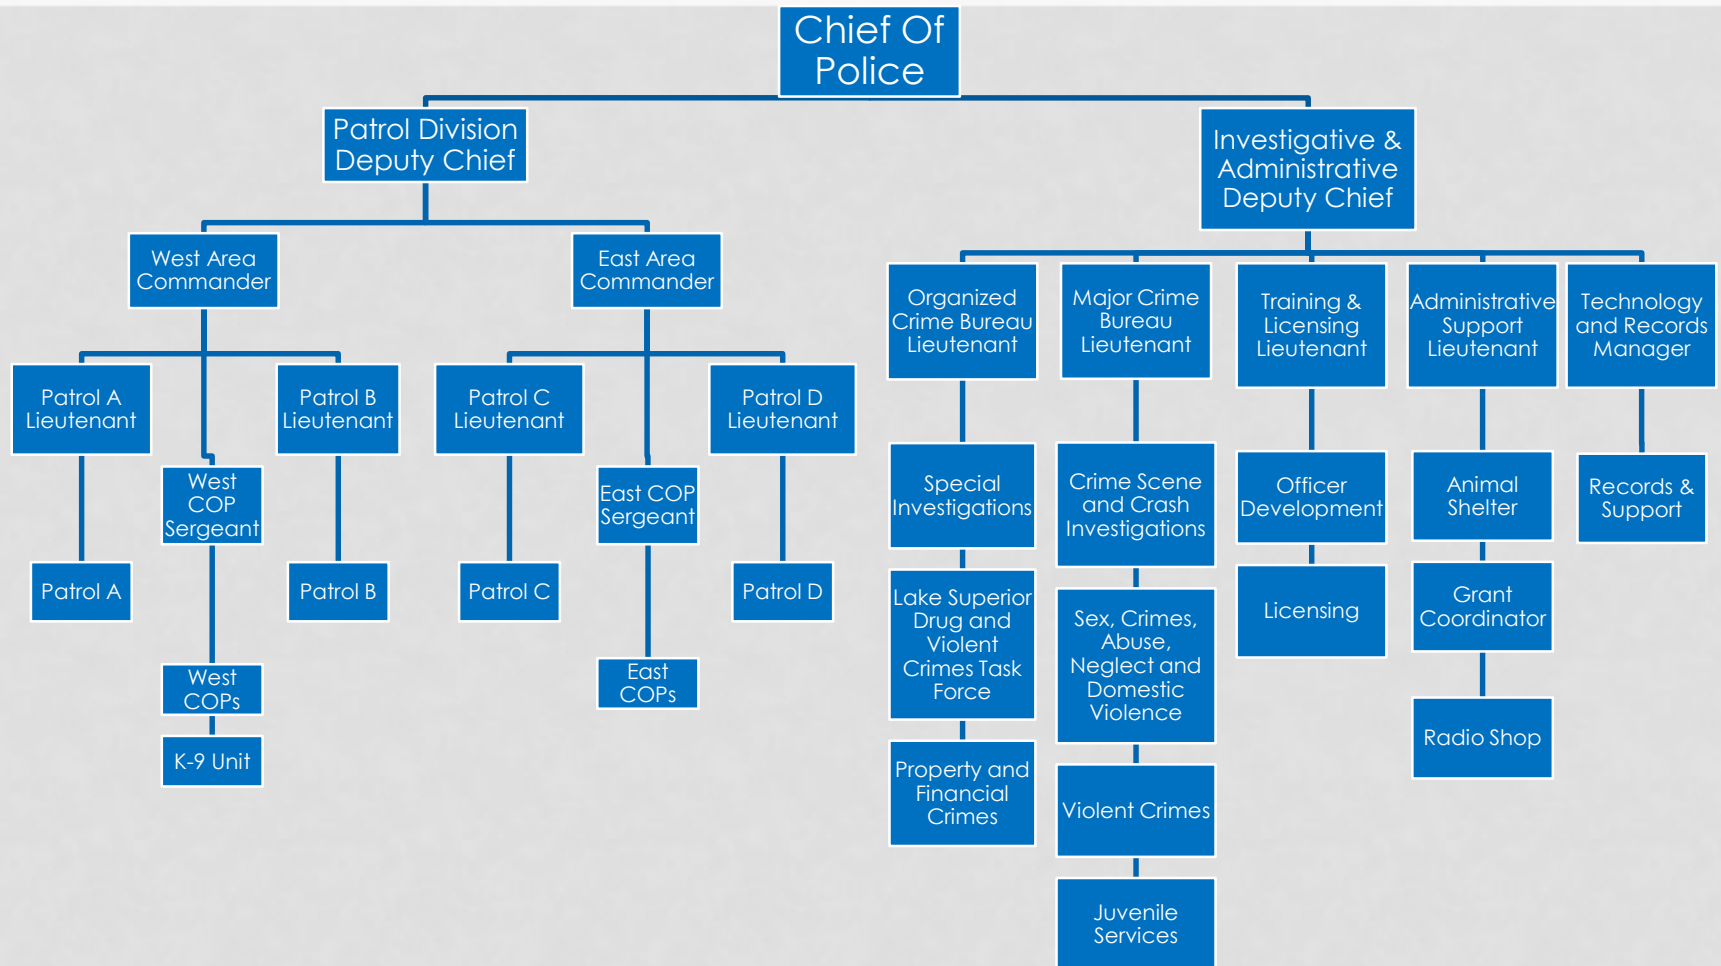 Chief Of
Police
Patrol Division
Deputy Chief
Investigative &
Administrative
Deputy Chief
West Area
Commander
East Area
Commander
Organized
Crime Bureau
Lieutenant
Major Crime
Bureau
Lieutenant
Training &
Licensing
Lieutenant
Administrative
Support
Lieutenant
Technology
and Records
Manager
Patrol A
Lieutenant
Patrol B
Lieutenant
Patrol C
Lieutenant
Patrol D
Lieutenant
West
COP
Sergeant
East COP
Sergeant
Special
Investigations
Crime Scene
and Crash
Investigations
Officer
Development
Animal
Shelter
Records &
Support
Patrol A
Patrol B
Patrol C
Patrol D
Lake Superior
Drug and
Violent
Crimes Task
Force
Sex, Crimes,
Abuse,
Neglect and
Domestic
Violence
Licensing
Grant
Coordinator
West
COPs
East
COPs
K-9 Unit
Property and
Financial
Crimes
Violent Crimes
Radio Shop
Juvenile
Services